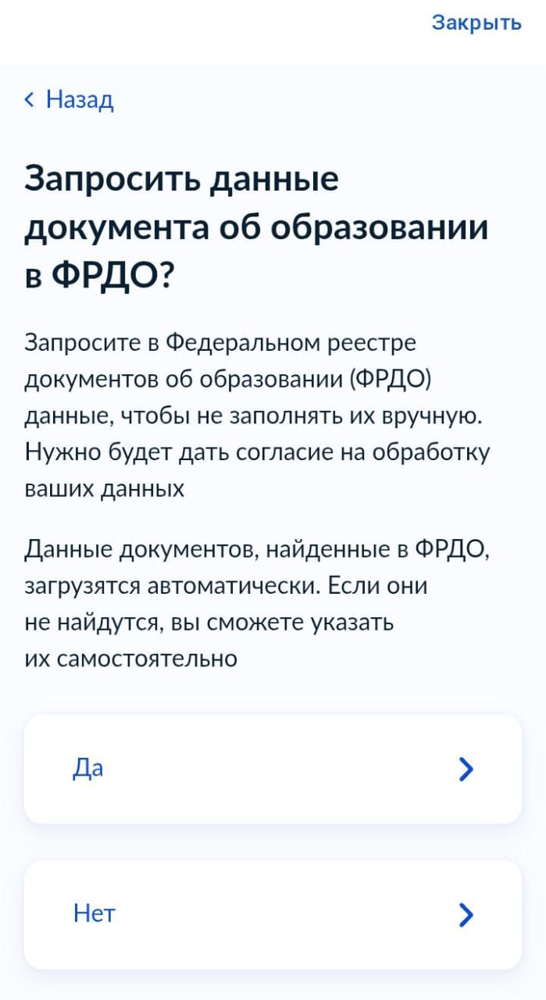 Закрыть
Назад
Запросить данные
документа об образовании
в ФРДО?
Запросите в Федеральном реестре
документов об образовании (ФРДО)
данные, чтобы не заполнять их вручную.
Нужно будет дать согласие на обработку
ваших данных
Данные документов, найденные в ФРДО,
загрузятся автоматически. Если они
не найдутся, вы сможете указать
их самостоятельно
Да
Нет